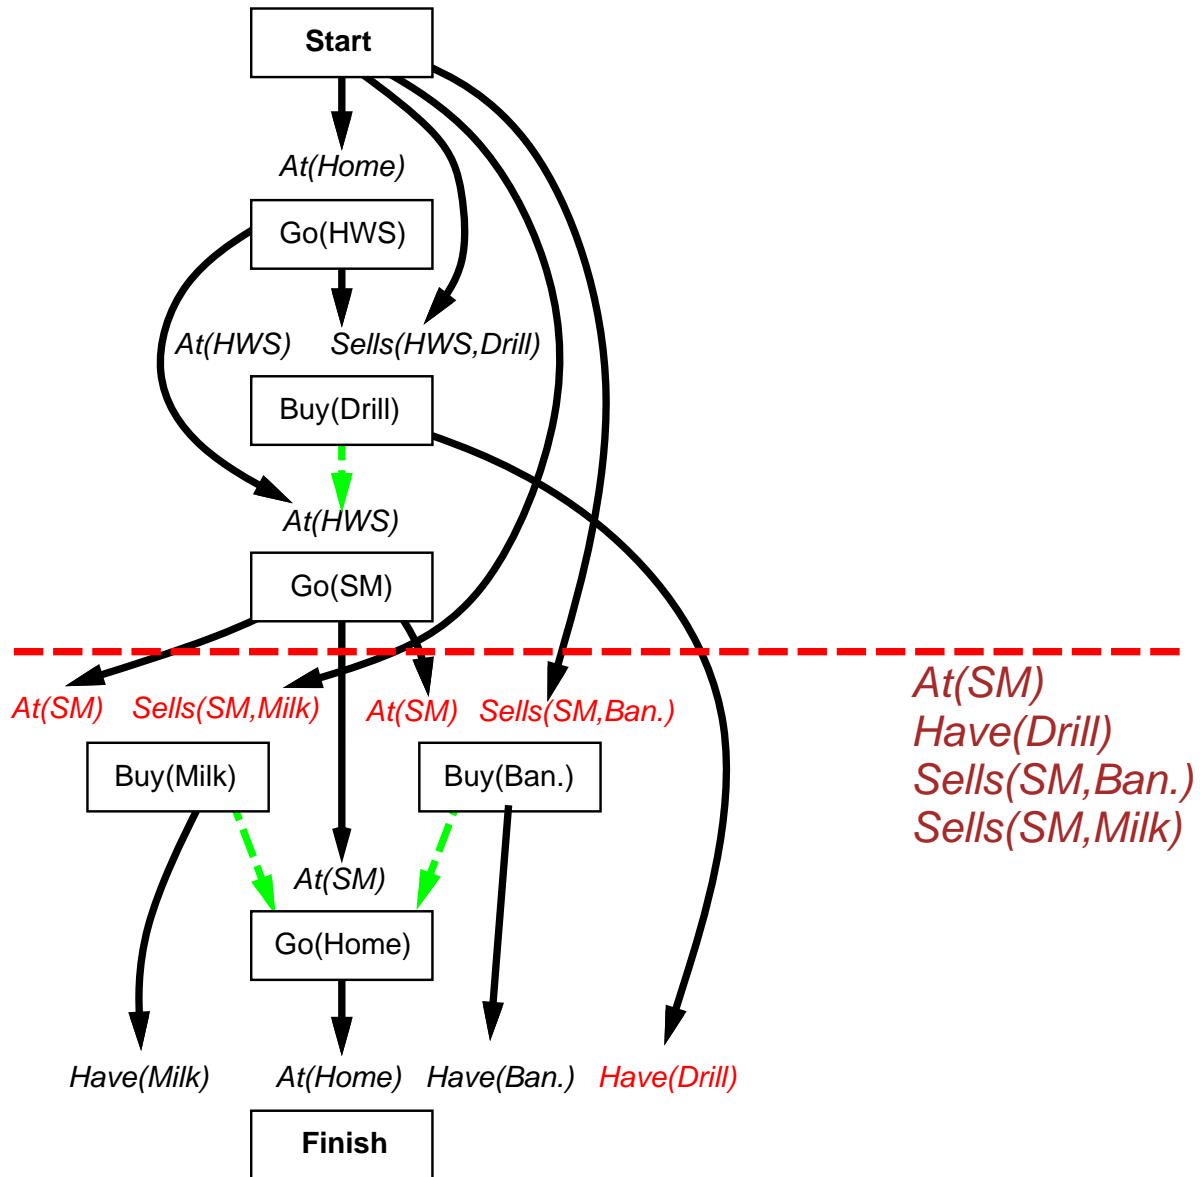 Start
At(Home)
Go(HWS)
At(HWS) Sells(HWS,Drill)
Buy(Drill)
At(HWS)
Go(SM)
At(SM) Sells(SM,Milk) At(SM) Sells(SM,Ban.)
Buy(Milk) Buy(Ban.)
At(SM)
Go(Home)
Have(Milk) At(Home) Have(Ban.) Have(Drill)
Finish
At(SM)
Have(Drill)
Sells(SM,Ban.)
Sells(SM,Milk)